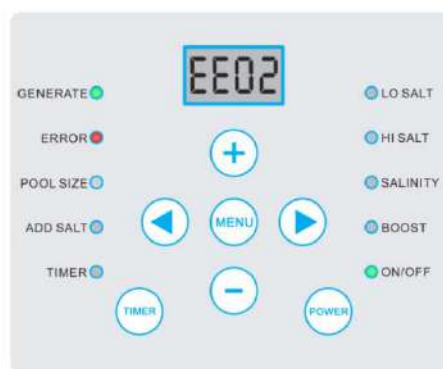 EE02
GENERATE
ERROR
POOL SIZE
ADD SALT
TIMER
LO SALT
HI SALT
SALINITY
BOOST
ON/OFF
+
MENU
−
TIMER
POWER